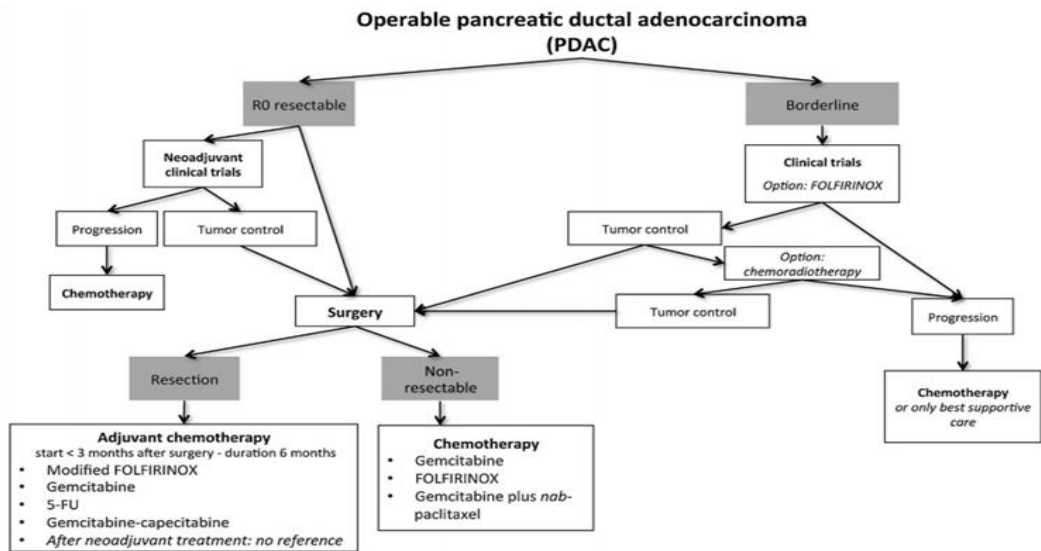 Operable pancreatic ductal adenocarcinoma
(PDAC)
R0 resectable
Borderline
Neoadjuvant
clinical trials
Clinical trials
Option: FOLFIRINOX
Progression
Tumor control
Tumor control
Option:
chemoradiotherapy
Chemotherapy
Surgery
Tumor control
Progression
Resection
Non-
resectable
Chemotherapy
or only best supportive
care
Adjuvant chemotherapy
start < 3 months after surgery - duration 6 months
• Modified FOLFIRINOX
• Gemcitabine
• 5-FU
• Gemcitabine-capecitabine
• After neoadjuvant treatment: no reference
Chemotherapy
• Gemcitabine
• FOLFIRINOX
• Gemcitabine plus nab-
paclitaxel